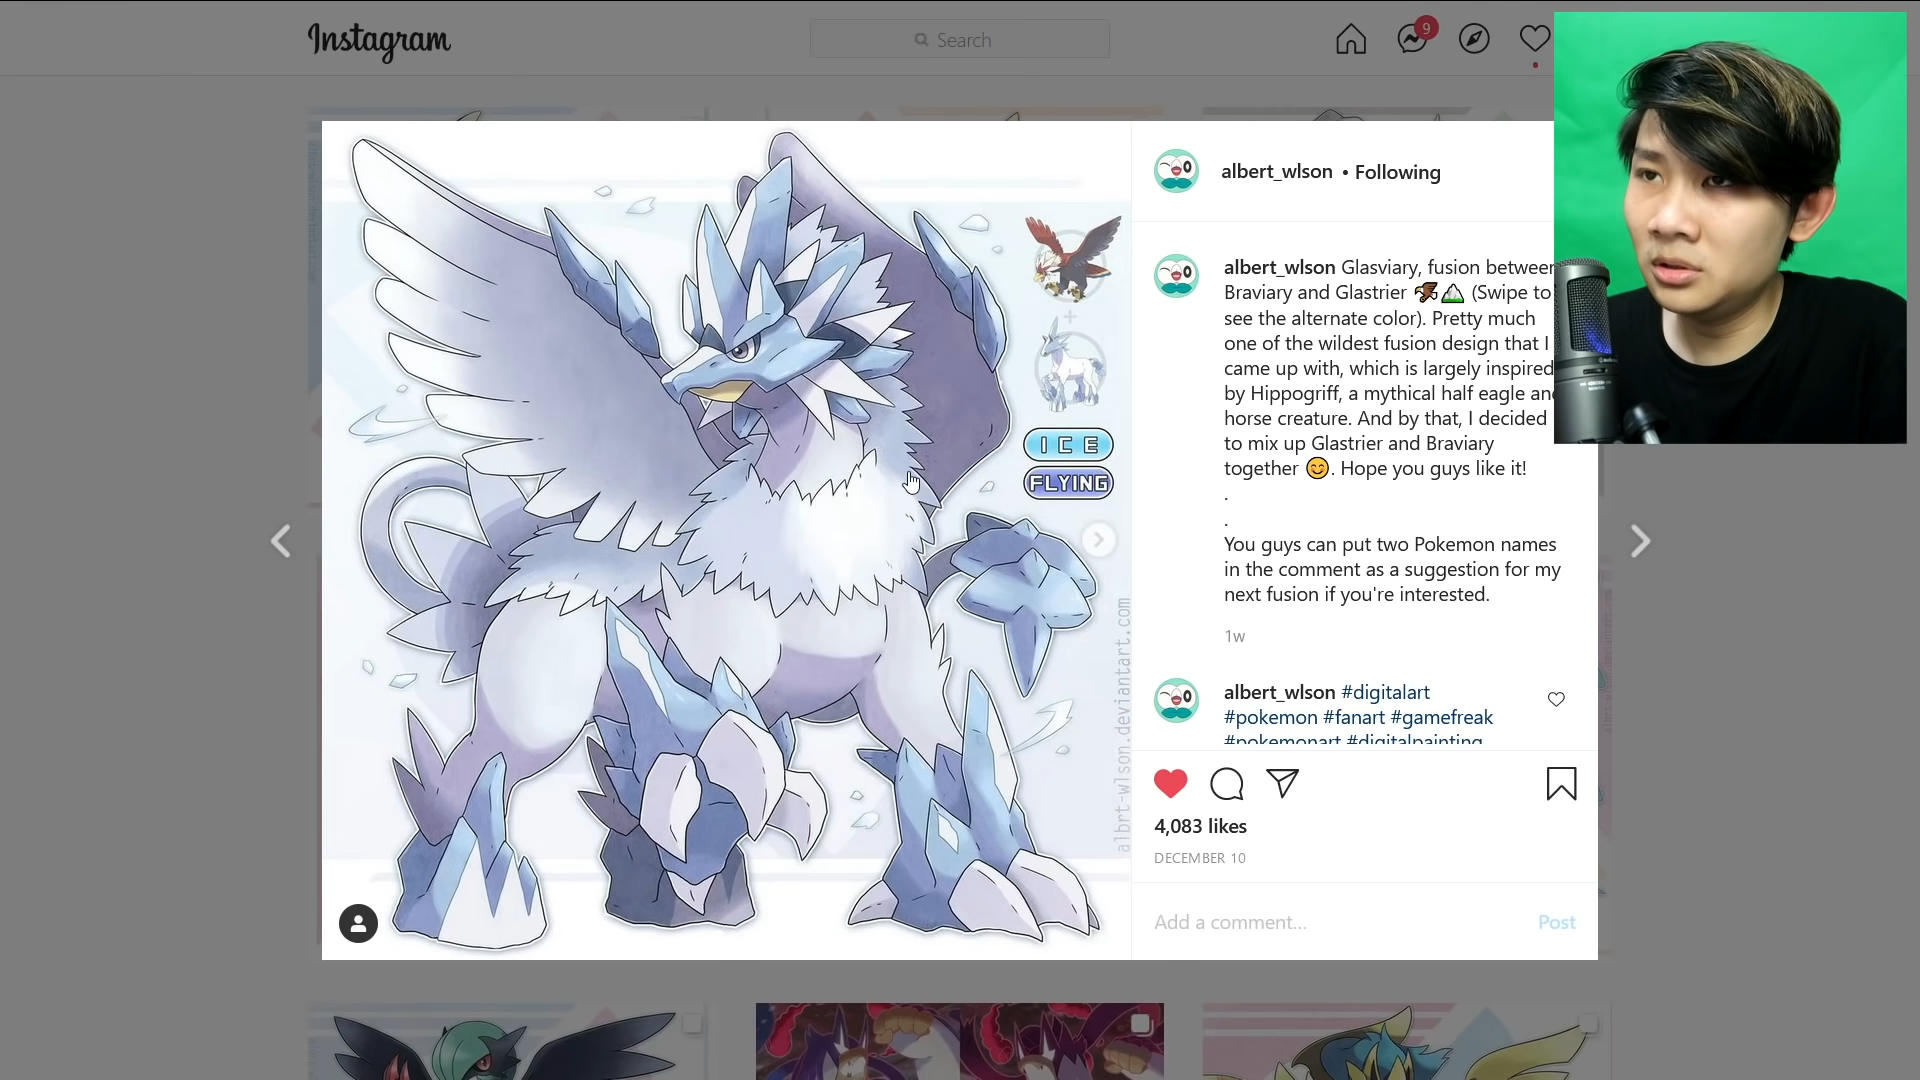 Instagram
Search
9
albert_wlson • Following
albert_wlson Glasviary, fusion between
Braviary and Glastrier 🦅🏔 (Swipe to
see the alternate color). Pretty much
one of the wildest fusion design that I
came up with, which is largely inspired
by Hippogriff, a mythical half eagle and
horse creature. And by that, I decided
to mix up Glastrier and Braviary
together 😊. Hope you guys like it!
.
.
You guys can put two Pokemon names
in the comment as a suggestion for my
next fusion if you're interested.
1w
albert_wlson #digitalart
#pokemon #fanart #gamefreak
#pokemonart #digitalpainting
4,083 likes
DECEMBER 10
Add a comment...
Post
+
ICE
FLYING
albrt-wlson.deviantart.com